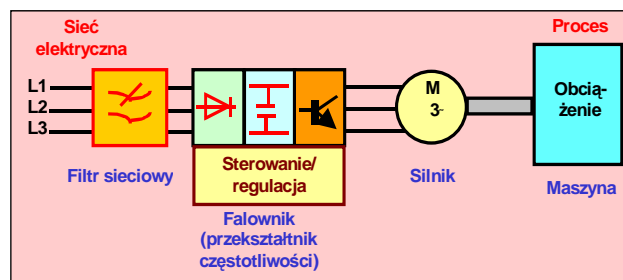 Sieć
elektryczna
Proces
L1
L2
L3
M
3~
Obcią-
żenie
Sterowanie/
regulacja
Filtr sieciowy
Silnik
Maszyna
Falownik
(przekształtnik
częstotliwości)